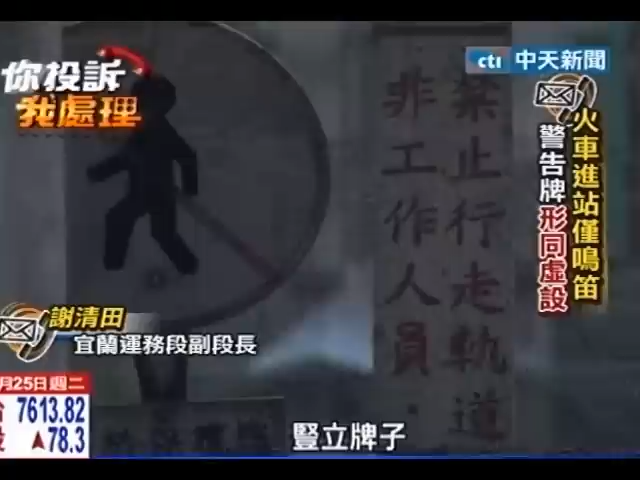 你投訴
我處理
cti 中天新聞
火車進站僅鳴笛
警告牌形同虛設
禁止行走軌道
非工作人員
謝清田
宜蘭運務段副段長
月25日週二
7613.82
▲78.3
豎立牌子